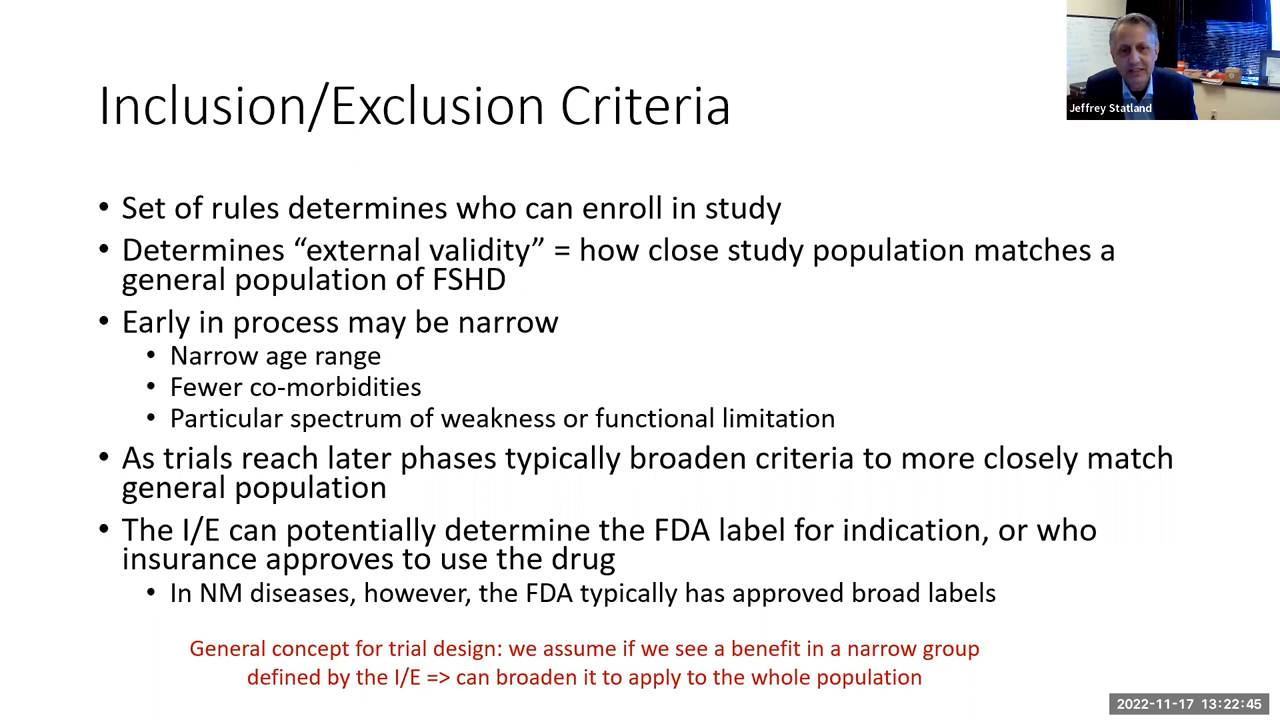 Jeffrey Statland
Inclusion/Exclusion Criteria
• Set of rules determines who can enroll in study
• Determines “external validity” = how close study population matches a
general population of FSHD
• Early in process may be narrow
• Narrow age range
• Fewer co-morbidities
• Particular spectrum of weakness or functional limitation
• As trials reach later phases typically broaden criteria to more closely match
general population
• The I/E can potentially determine the FDA label for indication, or who
insurance approves to use the drug
• In NM diseases, however, the FDA typically has approved broad labels
General concept for trial design: we assume if we see a benefit in a narrow group
defined by the I/E => can broaden it to apply to the whole population
2022-11-17 13:22:45